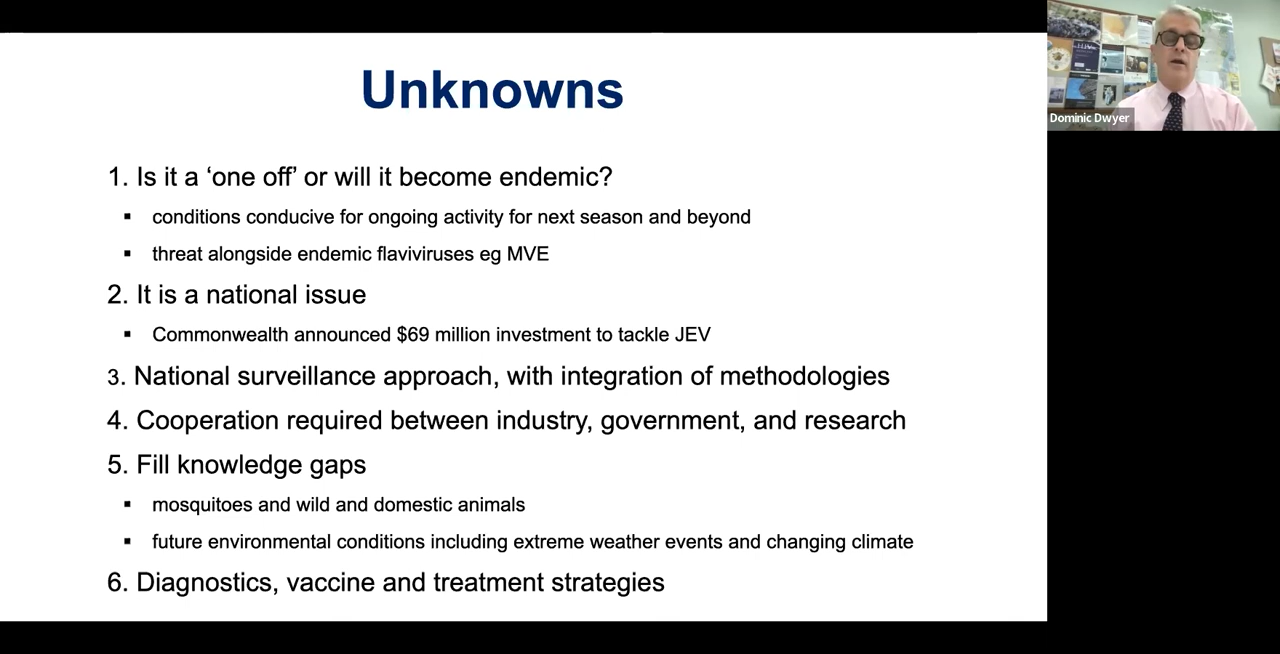 Unknowns
Dominic Dwyer
1. Is it a ‘one off’ or will it become endemic?
▪ conditions conducive for ongoing activity for next season and beyond
▪ threat alongside endemic flaviviruses eg MVE
2. It is a national issue
▪ Commonwealth announced $69 million investment to tackle JEV
3. National surveillance approach, with integration of methodologies
4. Cooperation required between industry, government, and research
5. Fill knowledge gaps
▪ mosquitoes and wild and domestic animals
▪ future environmental conditions including extreme weather events and changing climate
6. Diagnostics, vaccine and treatment strategies